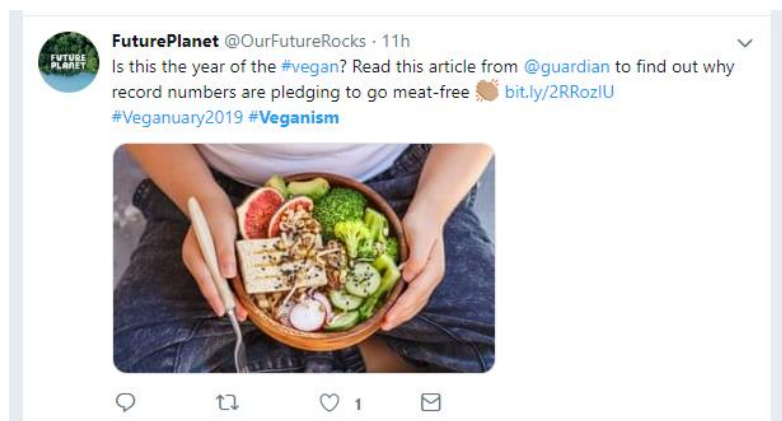 FUTURE
PLANET
FuturePlanet @OurFutureRocks · 11h
Is this the year of the #vegan? Read this article from @guardian to find out why
record numbers are pledging to go meat-free 👏🏽 bit.ly/2RRozIU
#Veganuary2019 #Veganism
1